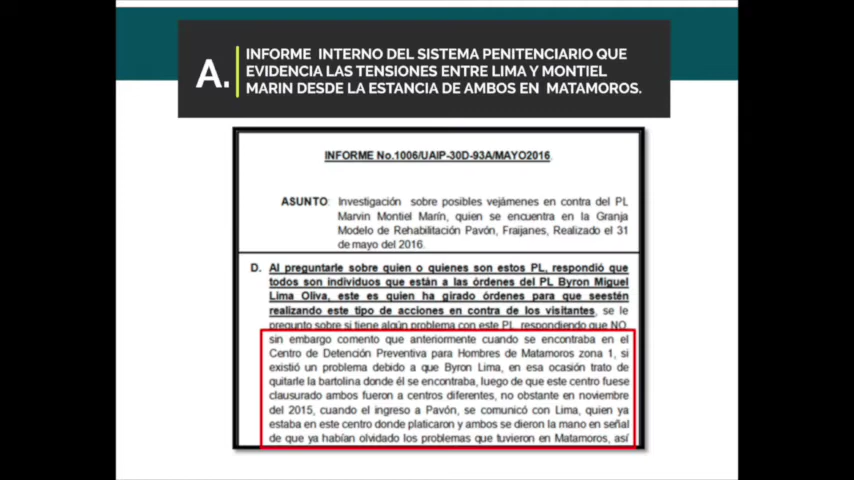 A.
INFORME INTERNO DEL SISTEMA PENITENCIARIO QUE
EVIDENCIA LAS TENSIONES ENTRE LIMA Y MONTIEL
MARIN DESDE LA ESTANCIA DE AMBOS EN MATAMOROS.
INFORME No.1006/UAIP-30D-93A/MAYO2016.
ASUNTO: Investigación sobre posibles vejámenes en contra del PL
Marvin Montiel Marín, quien se encuentra en la Granja
Modelo de Rehabilitación Pavón, Fraijanes, Realizado el 31
de mayo del 2016.
D. Al preguntarle sobre quien o quienes son estos PL, respondió que
todos son individuos que están a las órdenes del PL Byron Miguel
Lima Oliva, este es quien ha girado órdenes para que seestén
realizando este tipo de acciones en contra de los visitantes, se le
pregunto sobre si tiene algún problema con este PL, respondiendo que NO,
sin embargo comento que anteriormente cuando se encontraba en el
Centro de Detención Preventiva para Hombres de Matamoros zona 1, si
existió un problema debido a que Byron Lima, en esa ocasión trato de
quitarle la bartolina donde él se encontraba, luego de que este centro fuese
clausurado ambos fueron a centros diferentes, no obstante en noviembre
del 2015, cuando el ingreso a Pavón, se comunicó con Lima, quien ya
estaba en este centro donde platicaron y ambos se dieron la mano en señal
de que ya habían olvidado los problemas que tuvieron en Matamoros, así